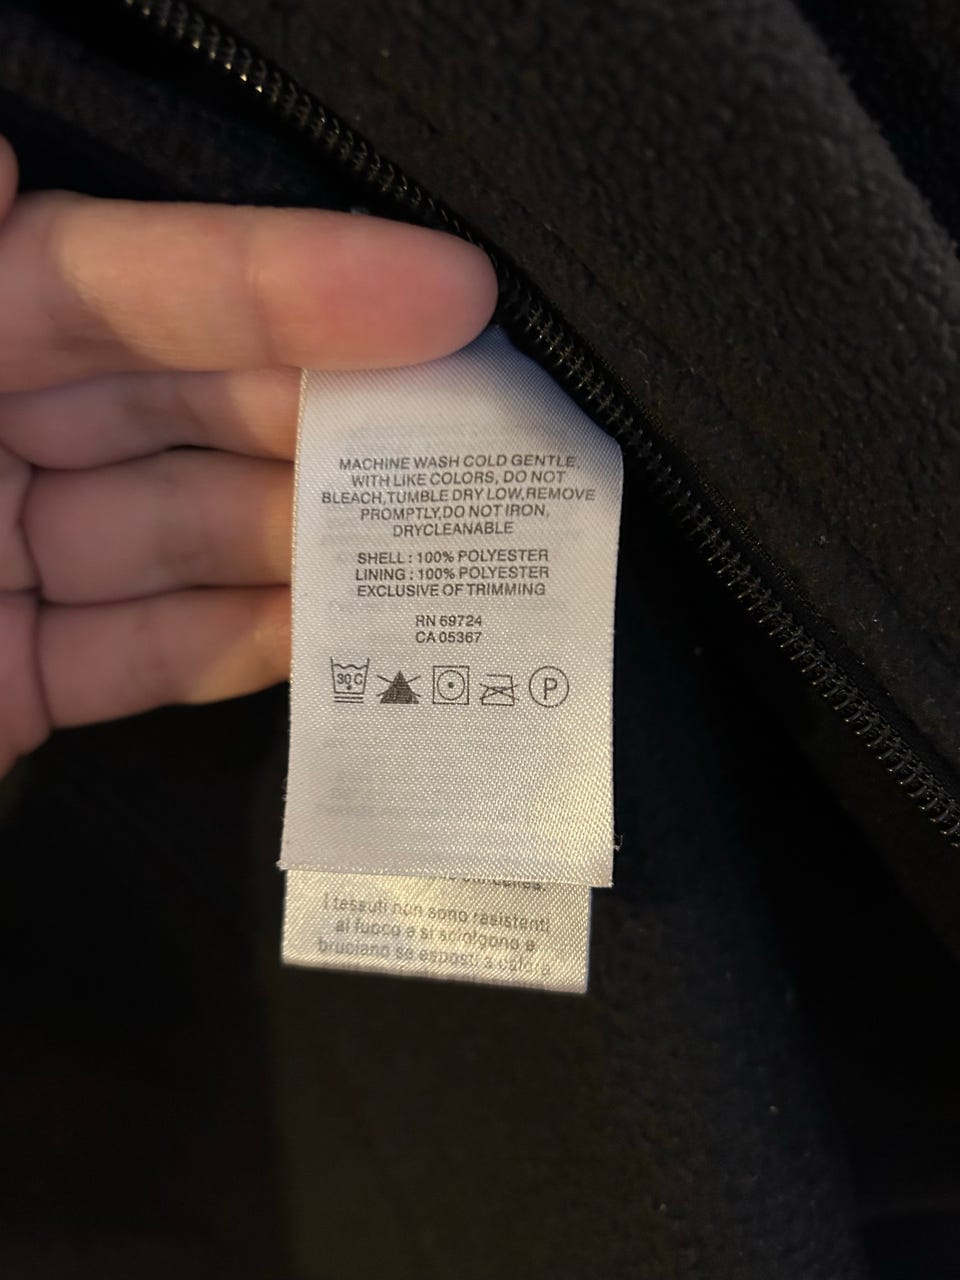 MACHINE WASH COLD GENTLE,
WITH LIKE COLORS, DO NOT
BLEACH,TUMBLE DRY LOW,REMOVE
PROMPTLY,DO NOT IRON,
DRYCLEANABLE
SHELL : 100% POLYESTER
LINING : 100% POLYESTER
EXCLUSIVE OF TRIMMING
RN 69724
CA 05367
30 C
P
I tessuti non sono resistenti
al fuoco e si sciolgono e
bruciano se esposti a calore